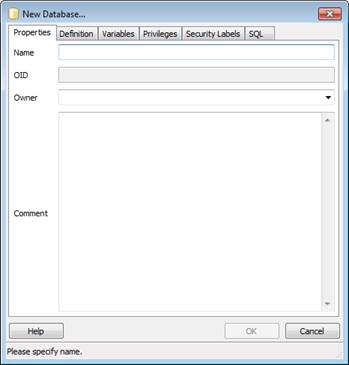 New Database...
Properties Definition Variables Privileges Security Labels SQL
Name
OID
Owner
Comment
Help OK Cancel
Please specify name.